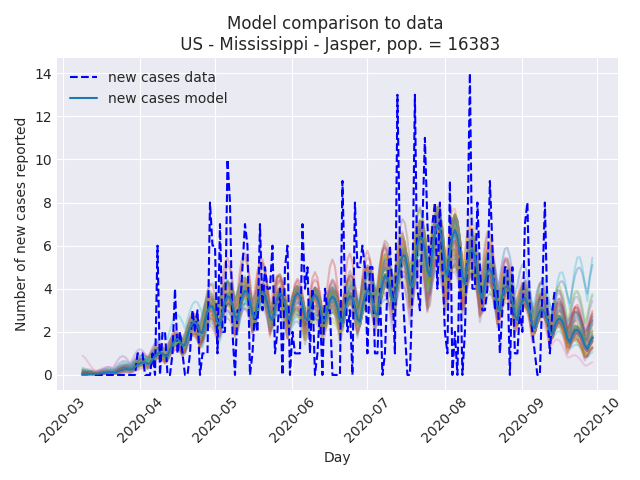 Model comparison to data
US - Mississippi - Jasper, pop. = 16383
new cases data
new cases model
Number of new cases reported
14
12
10
8
6
4
2
0
2020-03
2020-04
2020-05
2020-06
2020-07
2020-08
2020-09
2020-10
Day